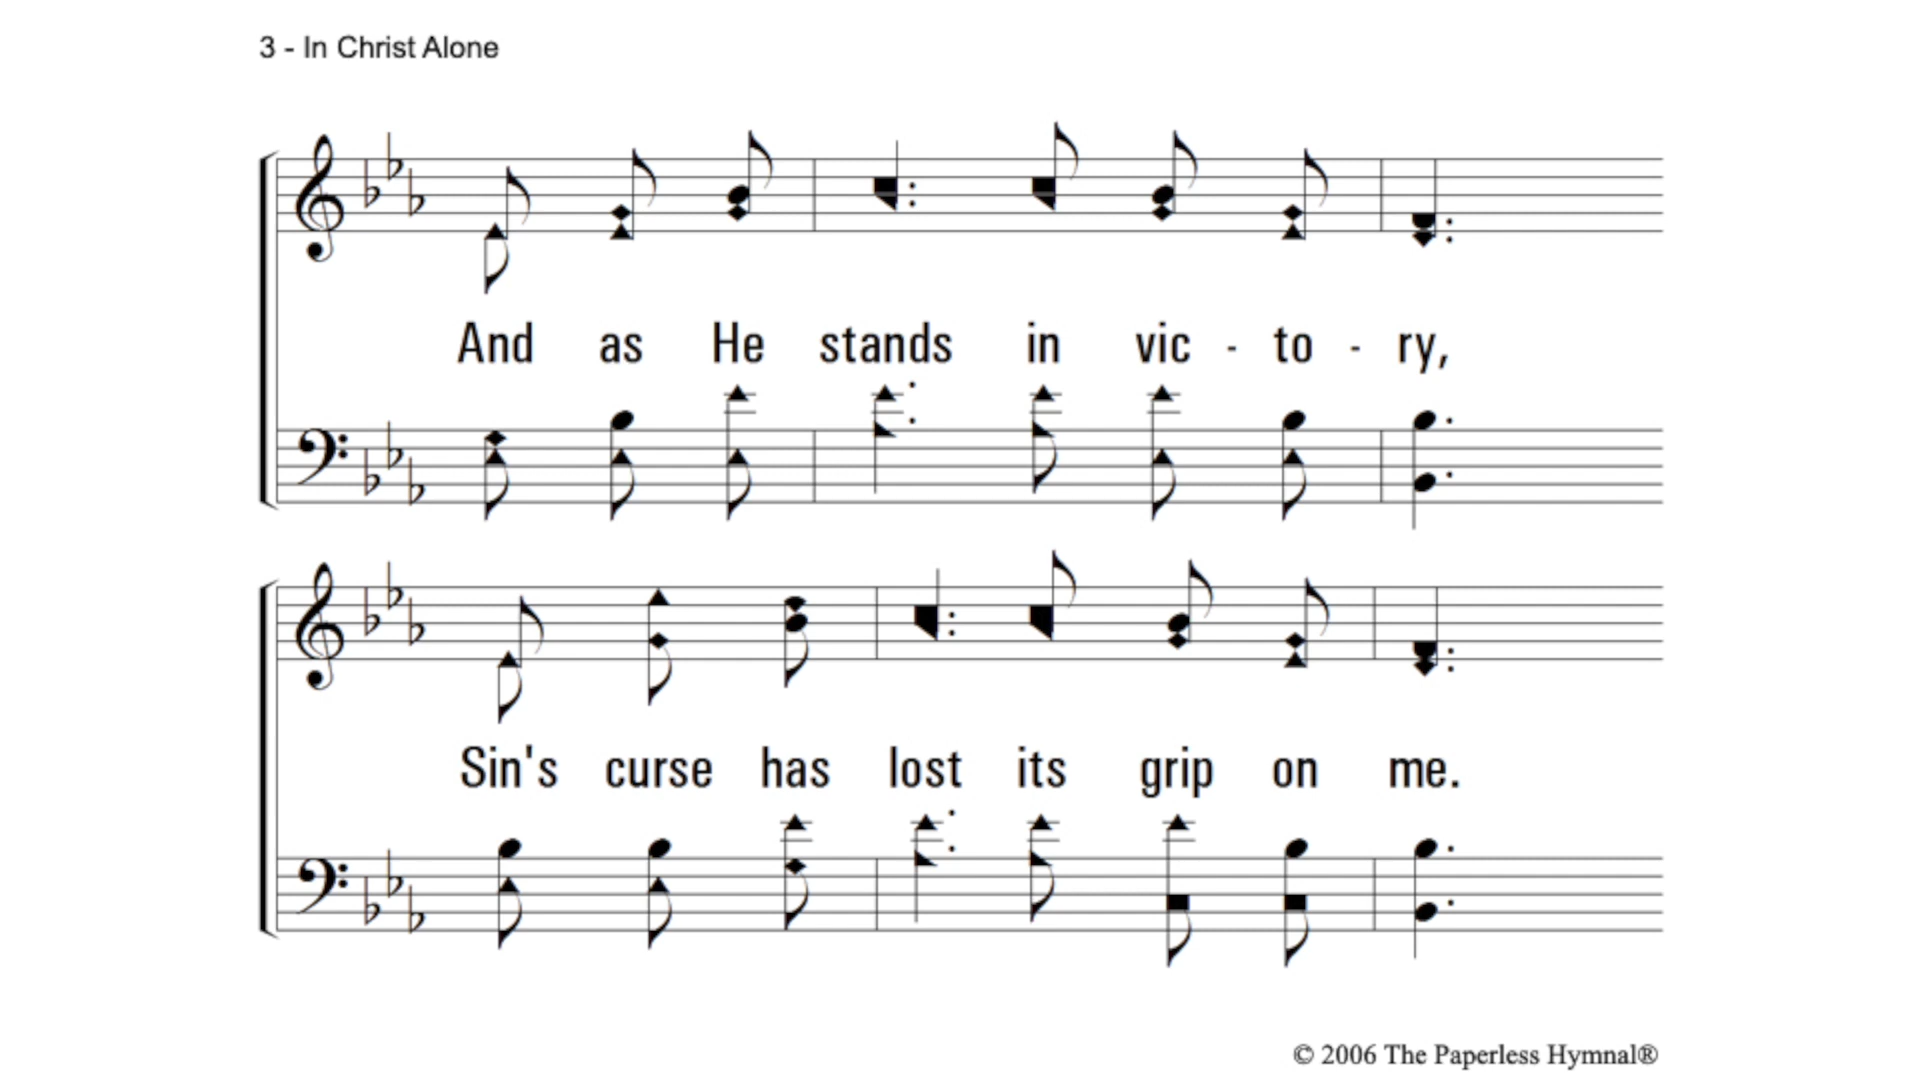 3 - In Christ Alone
And as He stands in vic - to - ry,
Sin's curse has lost its grip on me.
© 2006 The Paperless Hymnal®